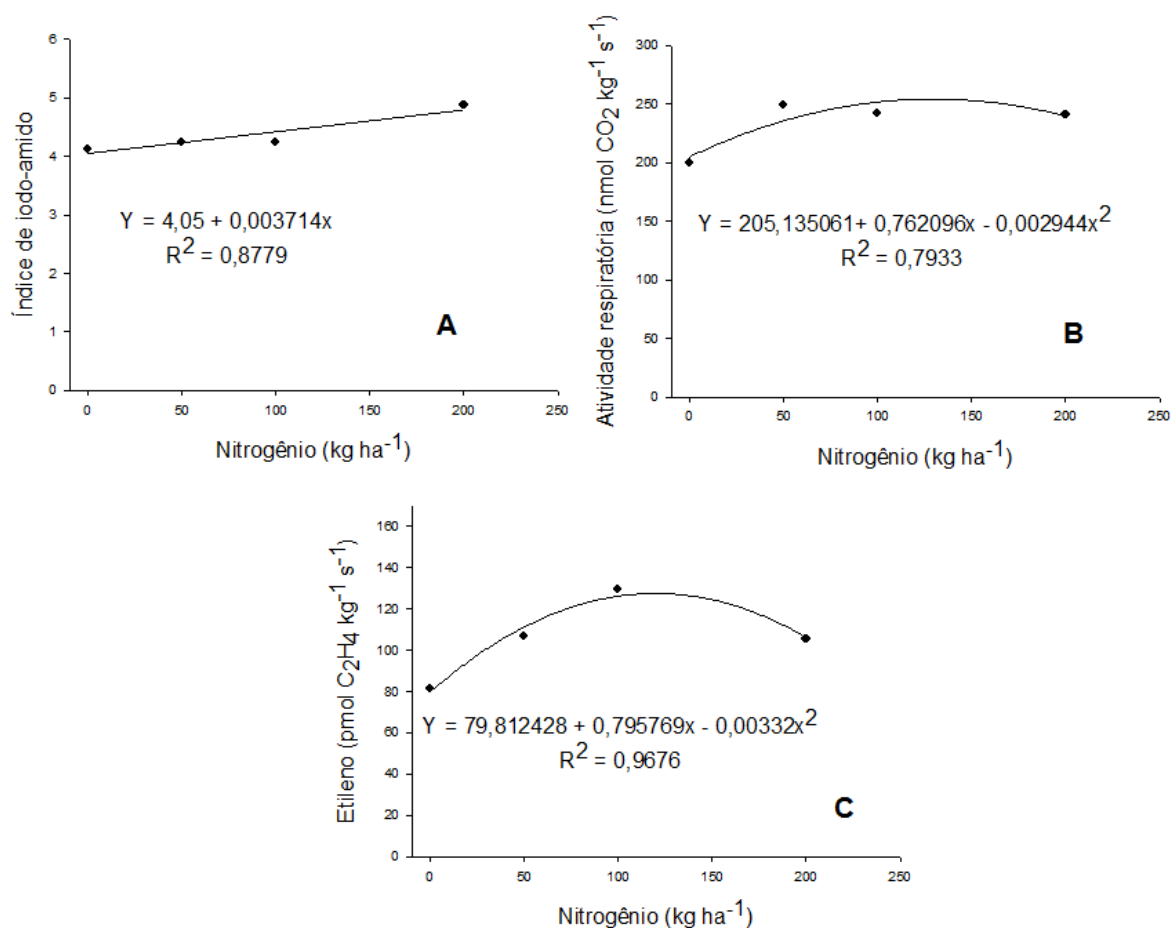 Índice de iodo-amido
6
5
4
3
2
1
0
Y = 4,05 + 0,003714x
R² = 0,8779
A
0 50 100 150 200 250
Nitrogênio (kg ha⁻¹)
Atividade respiratória (nmol CO₂ kg⁻¹ s⁻¹)
300
250
200
150
100
50
0
Y = 205,135061+ 0,762096x - 0,002944x²
R² = 0,7933
B
0 50 100 150 200 250
Nitrogênio (kg ha⁻¹)
Etileno (pmol C₂H₄ kg⁻¹ s⁻¹)
160
140
120
100
80
60
40
20
0
Y = 79,812428 + 0,795769x - 0,00332x²
R² = 0,9676
C
0 50 100 150 200 250
Nitrogênio (kg ha⁻¹)